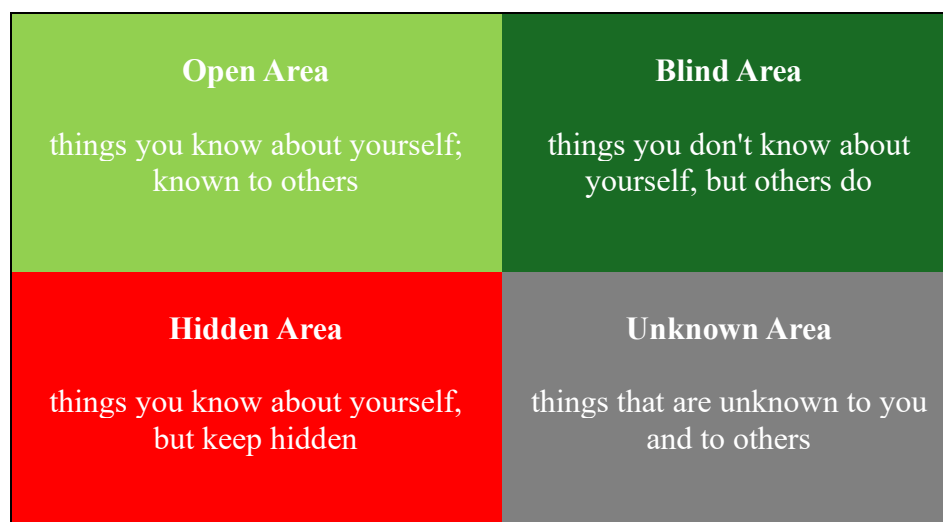 Open Area
things you know about yourself;
known to others
Blind Area
things you don't know about
yourself, but others do
Hidden Area
things you know about yourself,
but keep hidden
Unknown Area
things that are unknown to you
and to others